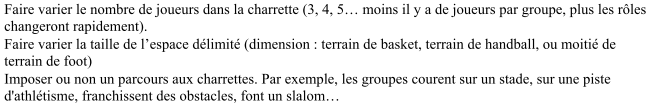 Faire varier le nombre de joueurs dans la charrette (3, 4, 5… moins il y a de joueurs par groupe, plus les rôles
changeront rapidement).
Faire varier la taille de l’espace délimité (dimension : terrain de basket, terrain de handball, ou moitié de
terrain de foot)
Imposer ou non un parcours aux charrettes. Par exemple, les groupes courent sur un stade, sur une piste
d'athlétisme, franchissent des obstacles, font un slalom…